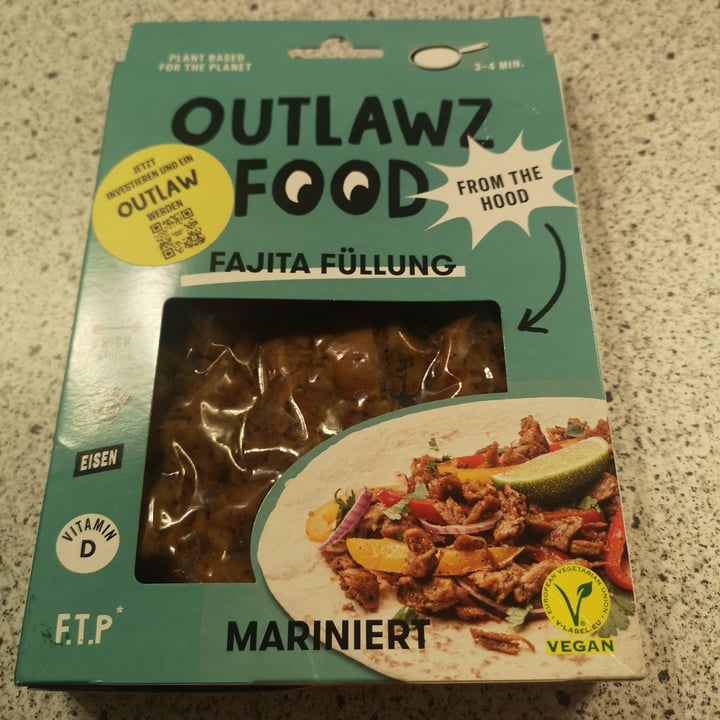 PLANT BASED
FOR THE PLANET
3-4 MIN.
OUTLAWZ
FOOD
JETZT
INVESTIEREN UND EIN
OUTLAW
WERDEN
FROM THE
HOOD
FAJITA FÜLLUNG
HIGH
EISEN
VITAMIN
D
F.T.P*
MARINIERT
EUROPEAN VEGETARIAN UNION
V-LABEL.EU
VEGAN